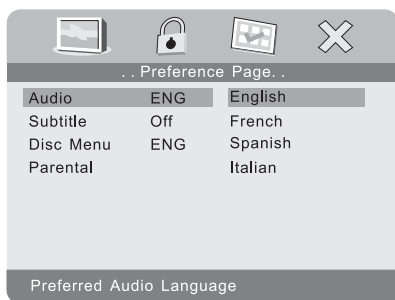 . . Preference Page. .
Audio ENG English
Subtitle Off French
Disc Menu ENG Spanish
Parental Italian
Preferred Audio Language